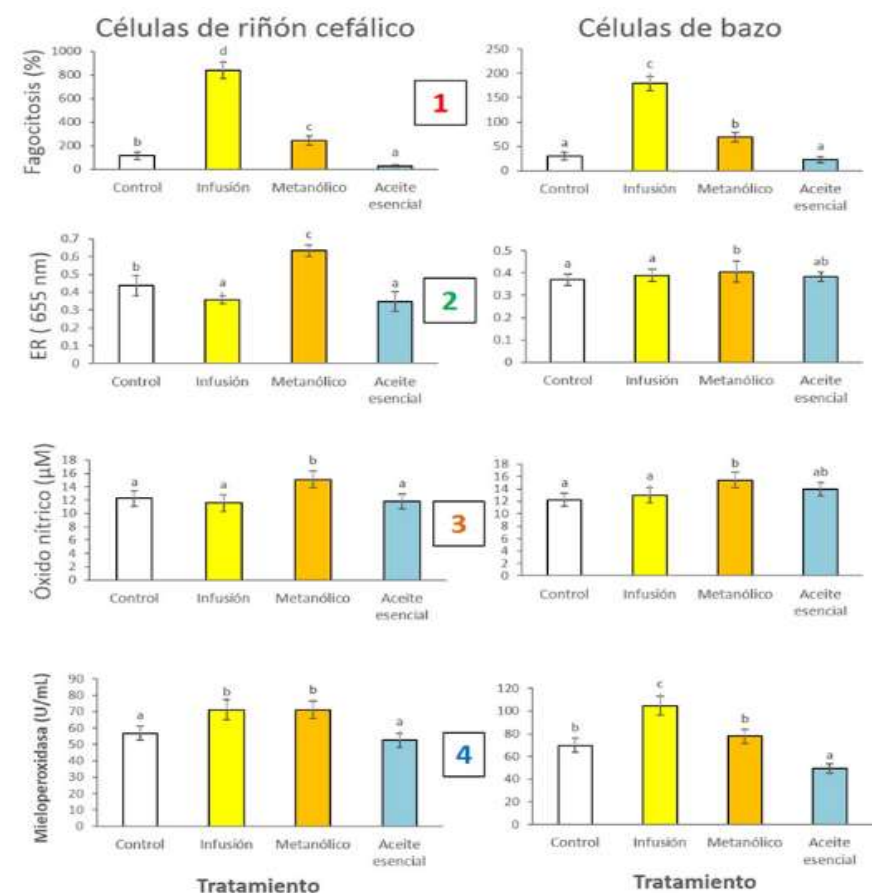 Células de riñón cefálico
Células de bazo
Fagocitosis (%)
1000
800
600
400
200
0
b
d
c
a
Control
Infusión
Metanólico
Aceite
esencial
1
250
200
150
100
50
0
a
c
b
a
Control
Infusión
Metanólico
Aceite
esencial
ER ( 655 nm)
0.7
0.6
0.5
0.4
0.3
0.2
0.1
0
b
a
c
a
Control
Infusión
Metanólico
Aceite
esencial
2
0.5
0.4
0.3
0.2
0.1
0
a
a
b
ab
Control
Infusión
Metanólico
Aceite
esencial
Óxido nítrico (µM)
18
16
14
12
10
8
6
4
2
0
a
a
b
a
Control
Infusión
Metanólico
Aceite
esencial
3
18
16
14
12
10
8
6
4
2
0
a
a
b
ab
Control
Infusión
Metanólico
Aceite
esencial
Mieloperoxidasa (U/mL)
90
80
70
60
50
40
30
20
10
0
a
b
b
a
Control
Infusión
Metanólico
Aceite
esencial
Tratamiento
4
120
100
80
60
40
20
0
b
c
b
a
Control
Infusión
Metanólico
Aceite
esencial
Tratamiento